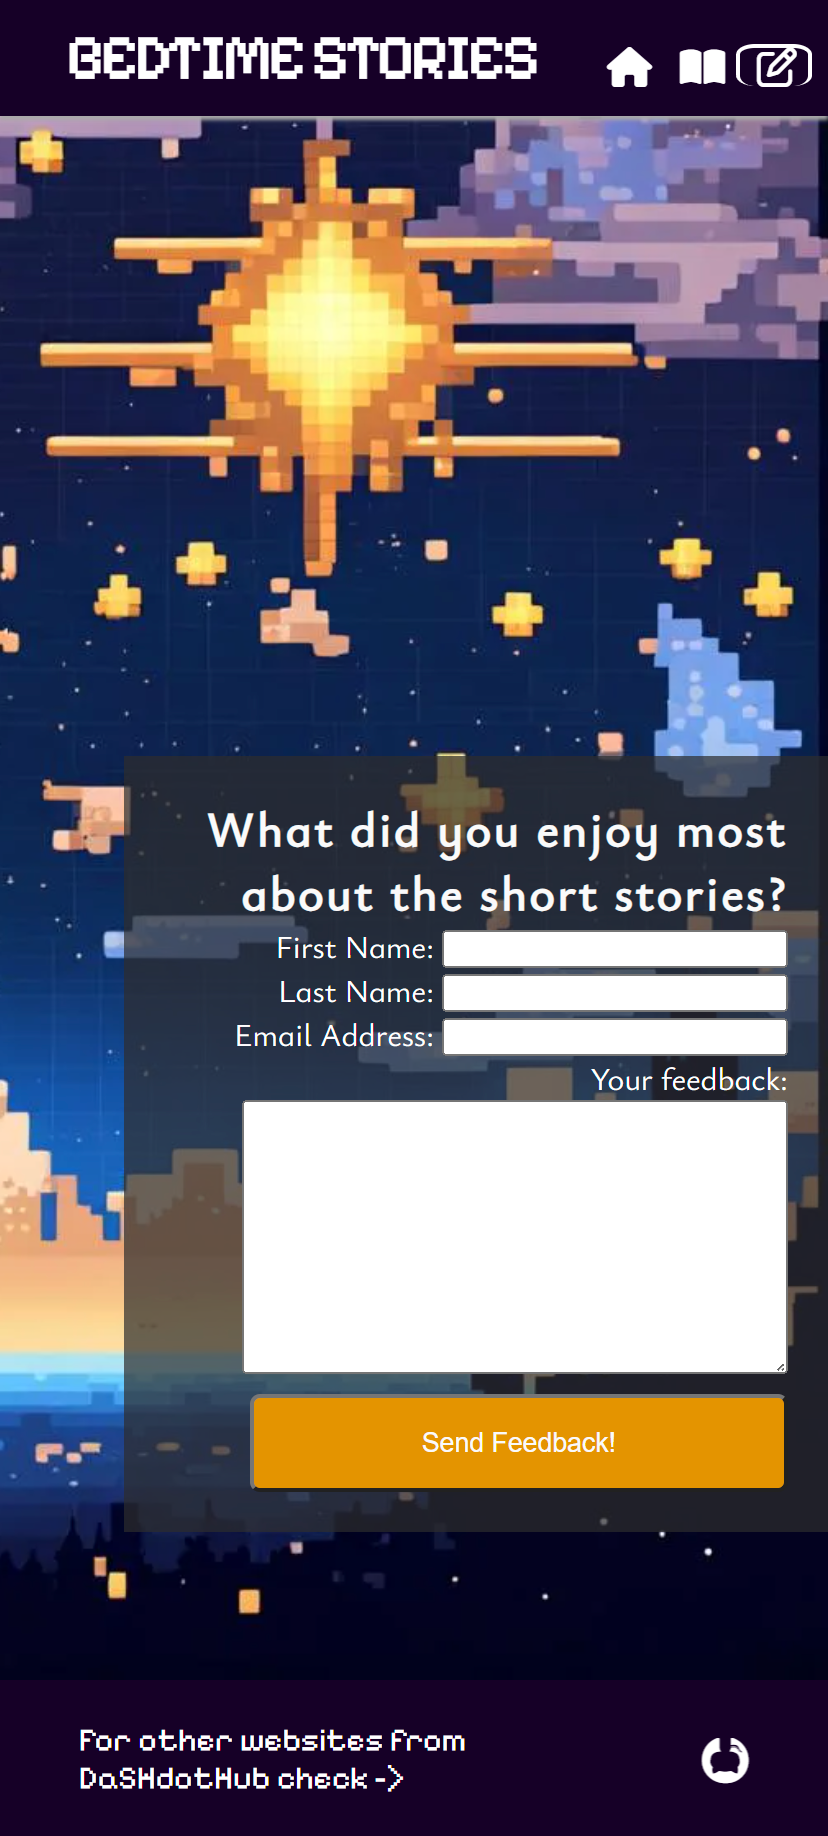 BEDTIME STORIES
What did you enjoy most
about the short stories?
First Name:
Last Name:
Email Address:
Your feedback:
Send Feedback!
For other websites from
DaSHdotHub check ->